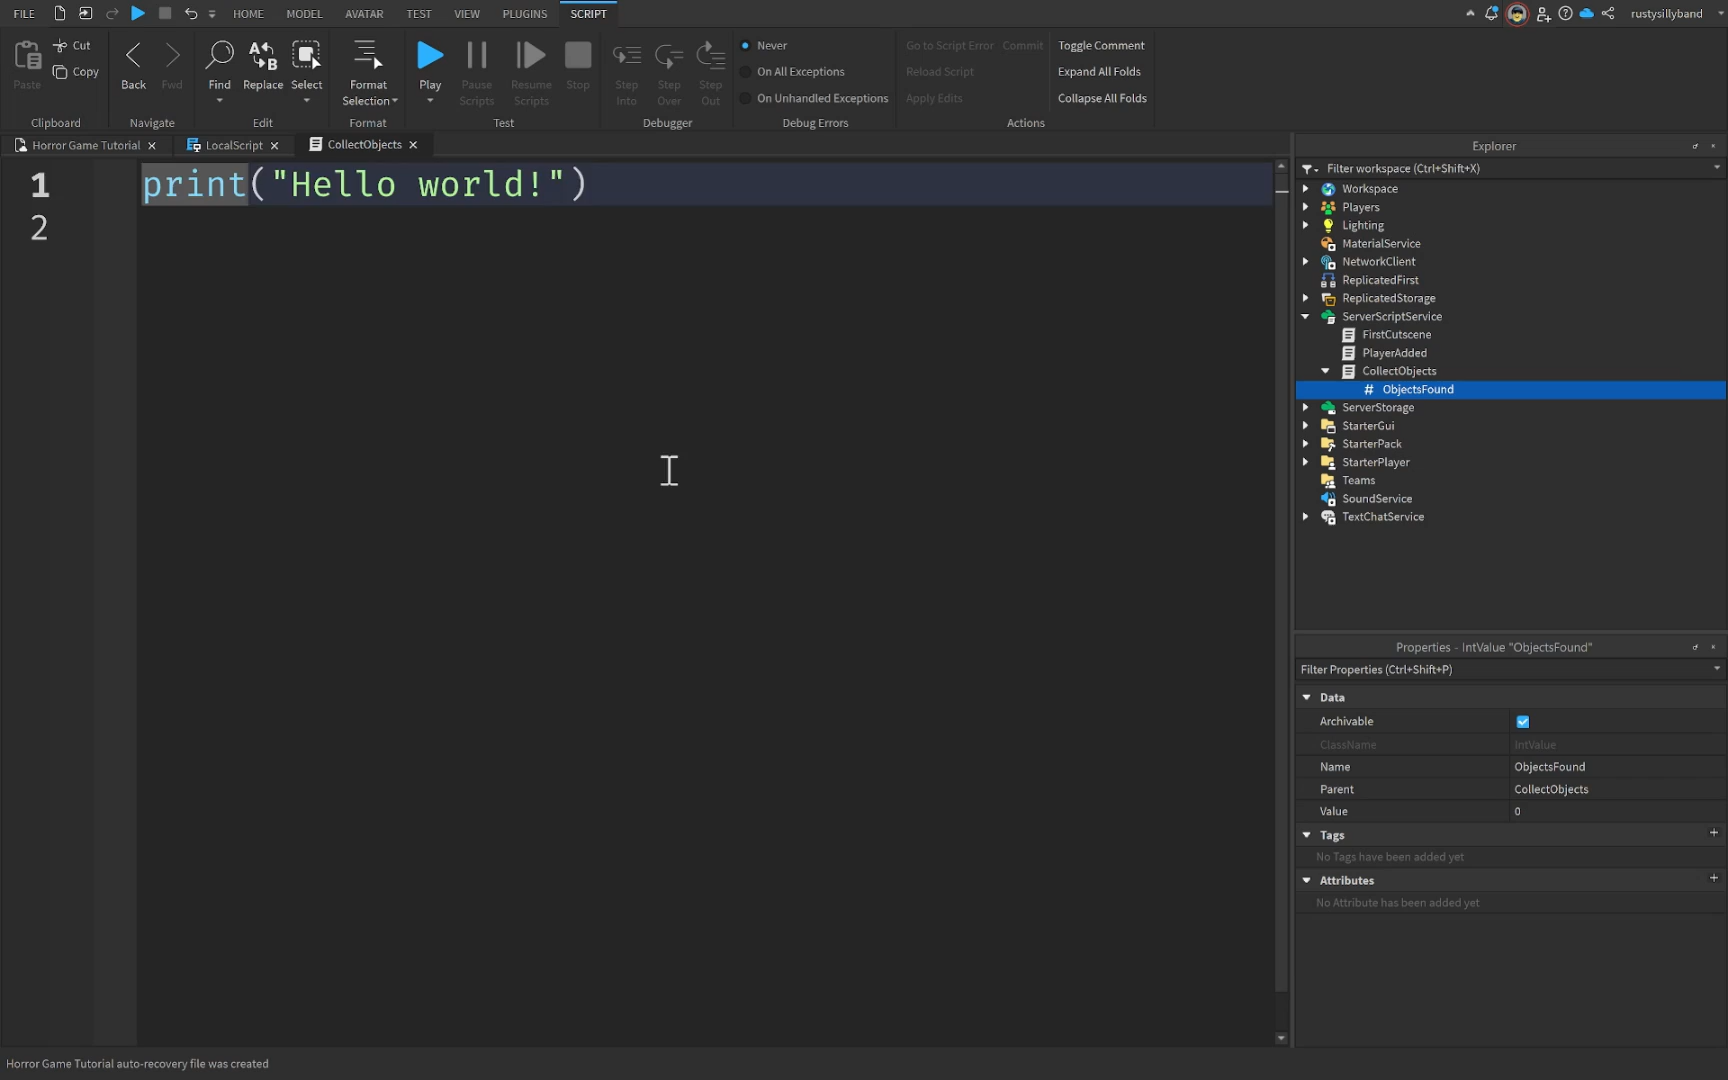 FILE HOME MODEL AVATAR TEST VIEW PLUGINS SCRIPT rustysillyband
Paste Cut Copy
Clipboard
Back Fwd
Navigate
Find Replace Select
Edit
Format Selection
Format
Play Pause Scripts Resume Scripts Stop
Test
Step Into Step Over Step Out
Debugger
Never
On All Exceptions
On Unhandled Exceptions
Debug Errors
Go to Script Error Commit
Reload Script
Apply Edits
Toggle Comment
Expand All Folds
Collapse All Folds
Actions
Horror Game Tutorial LocalScript CollectObjects
1 print("Hello world!")
2
Explorer
Filter workspace (Ctrl+Shift+X)
Workspace
Players
Lighting
MaterialService
NetworkClient
ReplicatedFirst
ReplicatedStorage
ServerScriptService
FirstCutscene
PlayerAdded
CollectObjects
# ObjectsFound
ServerStorage
StarterGui
StarterPack
StarterPlayer
Teams
SoundService
TextChatService
Properties - IntValue "ObjectsFound"
Filter Properties (Ctrl+Shift+P)
Data
Archivable
ClassName IntValue
Name ObjectsFound
Parent CollectObjects
Value 0
Tags
No Tags have been added yet
Attributes
No Attribute has been added yet
Horror Game Tutorial auto-recovery file was created